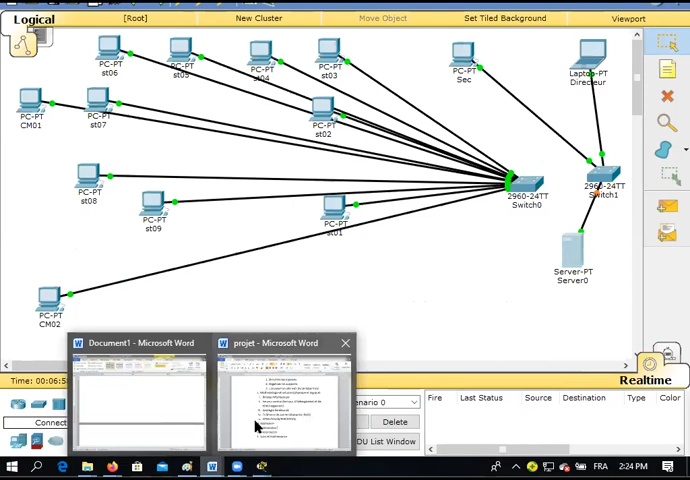 Logical
[Root]
New Cluster
Move Object
Set Tiled Background
Viewport
PC-PT
st06
PC-PT
st05
PC-PT
st04
PC-PT
st03
PC-PT
Sec
Laptop-PT
Directeur
PC-PT
CM01
PC-PT
st07
PC-PT
st02
PC-PT
st08
PC-PT
st09
PC-PT
st01
2960-24TT
Switch0
2960-24TT
Switch1
Server-PT
Server0
PC-PT
CM02
Document1 - Microsoft Word
projet - Microsoft Word
Realtime
Time: 00:06:5
Connect
enario 0
Delete
DU List Window
Fire
Last Status
Source
Destination
Type
Color
FRA
2:24 PM